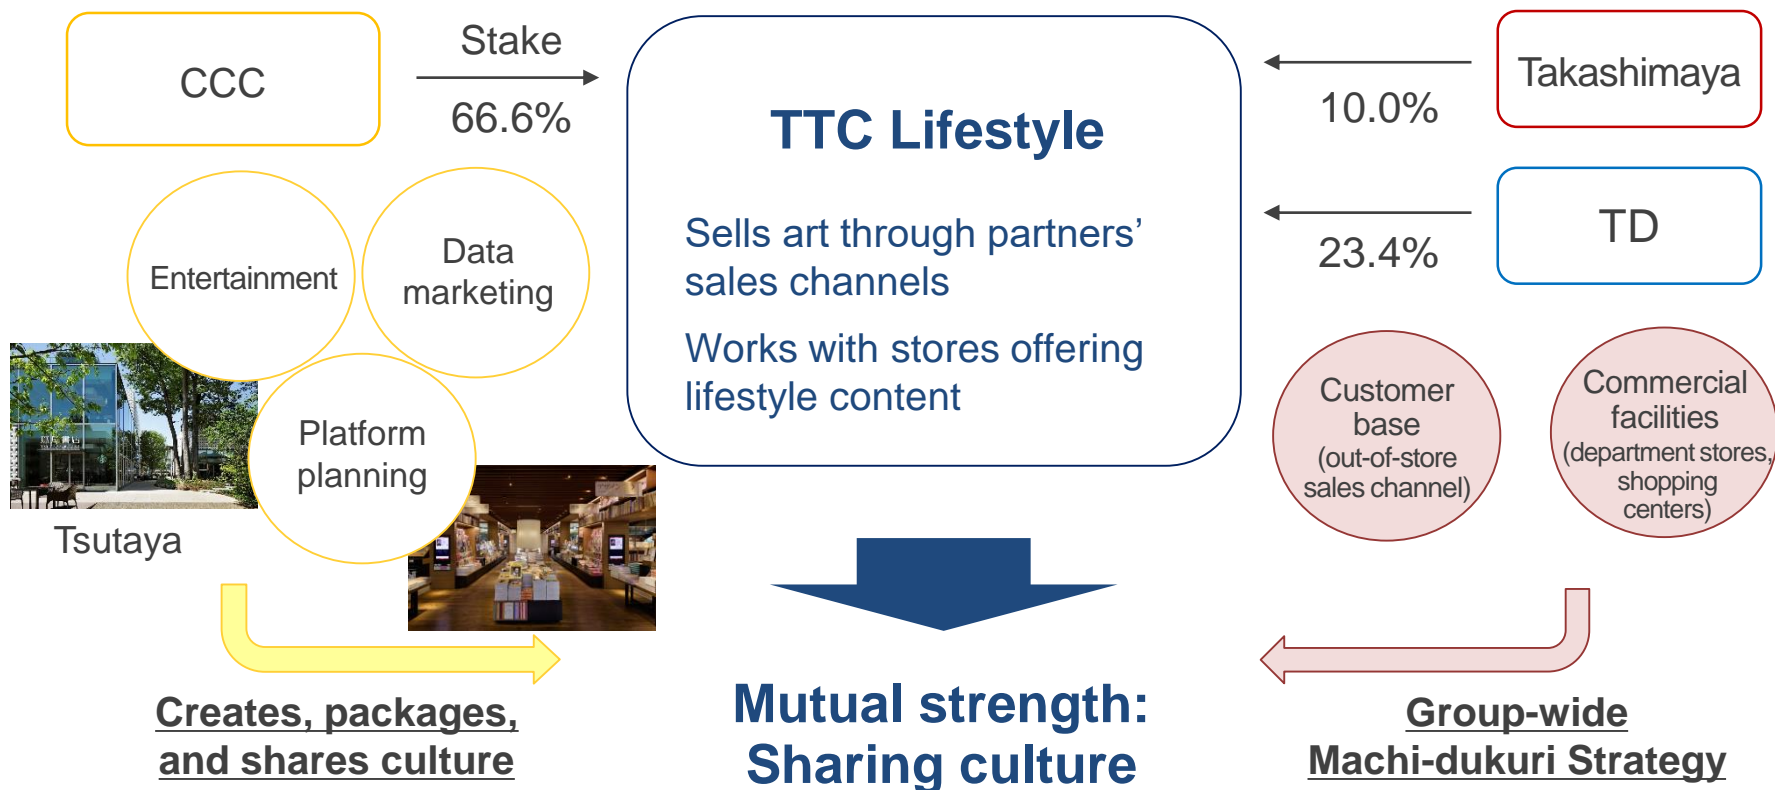 CCC
Stake
66.6%
TTC Lifestyle
Sells art through partners’
sales channels
Works with stores offering
lifestyle content
10.0%
Takashimaya
23.4%
TD
Entertainment
Data
marketing
Platform
planning
Tsutaya
Customer
base
(out-of-store
sales channel)
Commercial
facilities
(department stores,
shopping
centers)
Creates, packages,
and shares culture
Mutual strength:
Sharing culture
Group-wide
Machi-dukuri Strategy